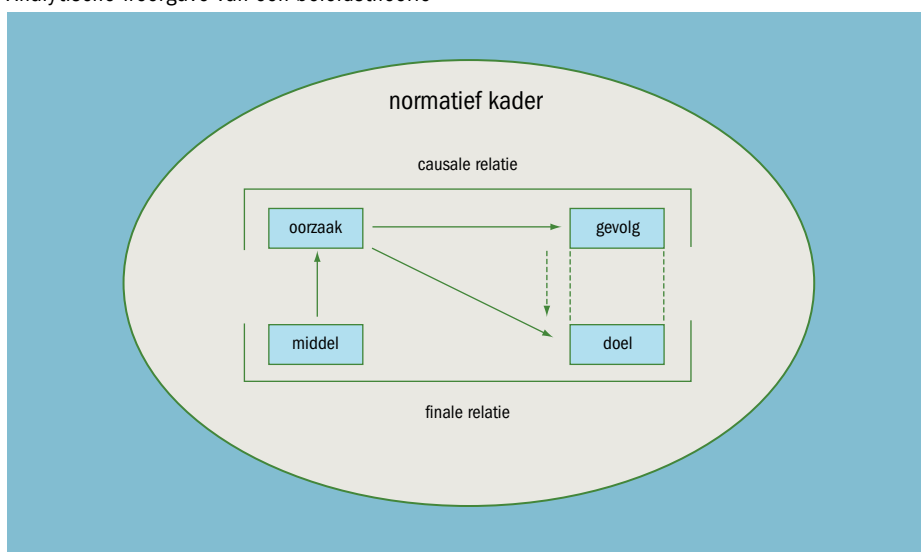 normatief kader
causale relatie
oorzaak
gevolg
middel
doel
finale relatie